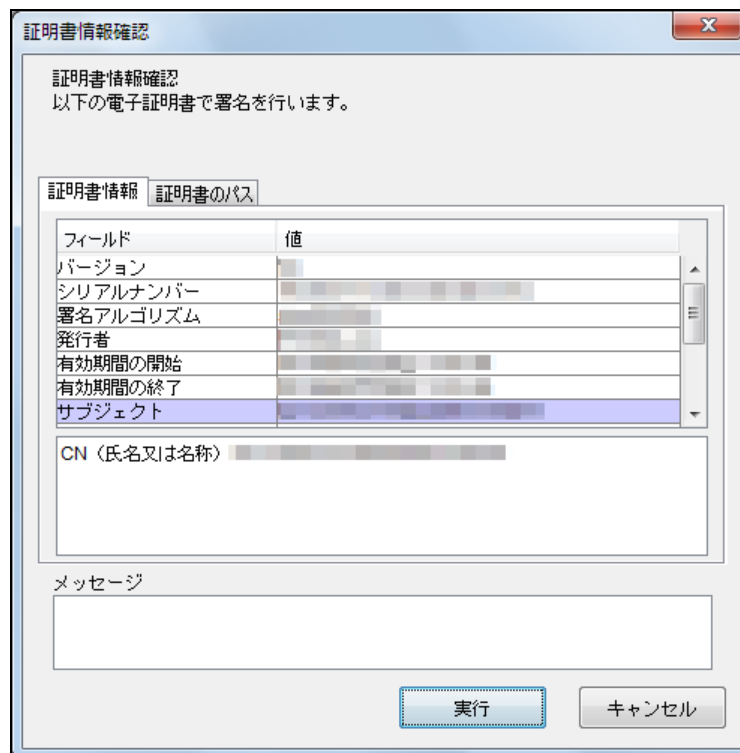 証明書情報確認
証明書情報確認
以下の電子証明書で署名を行います。
証明書情報 証明書のパス
フィールド 値
バージョン
シリアルナンバー
署名アルゴリズム
発行者
有効期間の開始
有効期間の終了
サブジェクト
CN（氏名又は名称）
メッセージ
実行 キャンセル